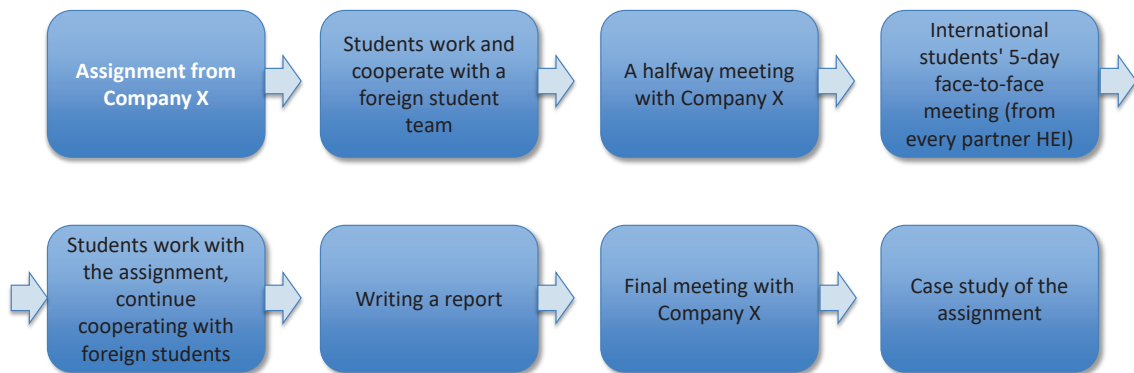 Assignment from
Company X
Students work and
cooperate with a
foreign student
team
A halfway meeting
with Company X
International
students' 5-day
face-to-face
meeting (from
every partner HEI)
Students work with
the assignment,
continue
cooperating with
foreign students
Writing a report
Final meeting with
Company X
Case study of the
assignment